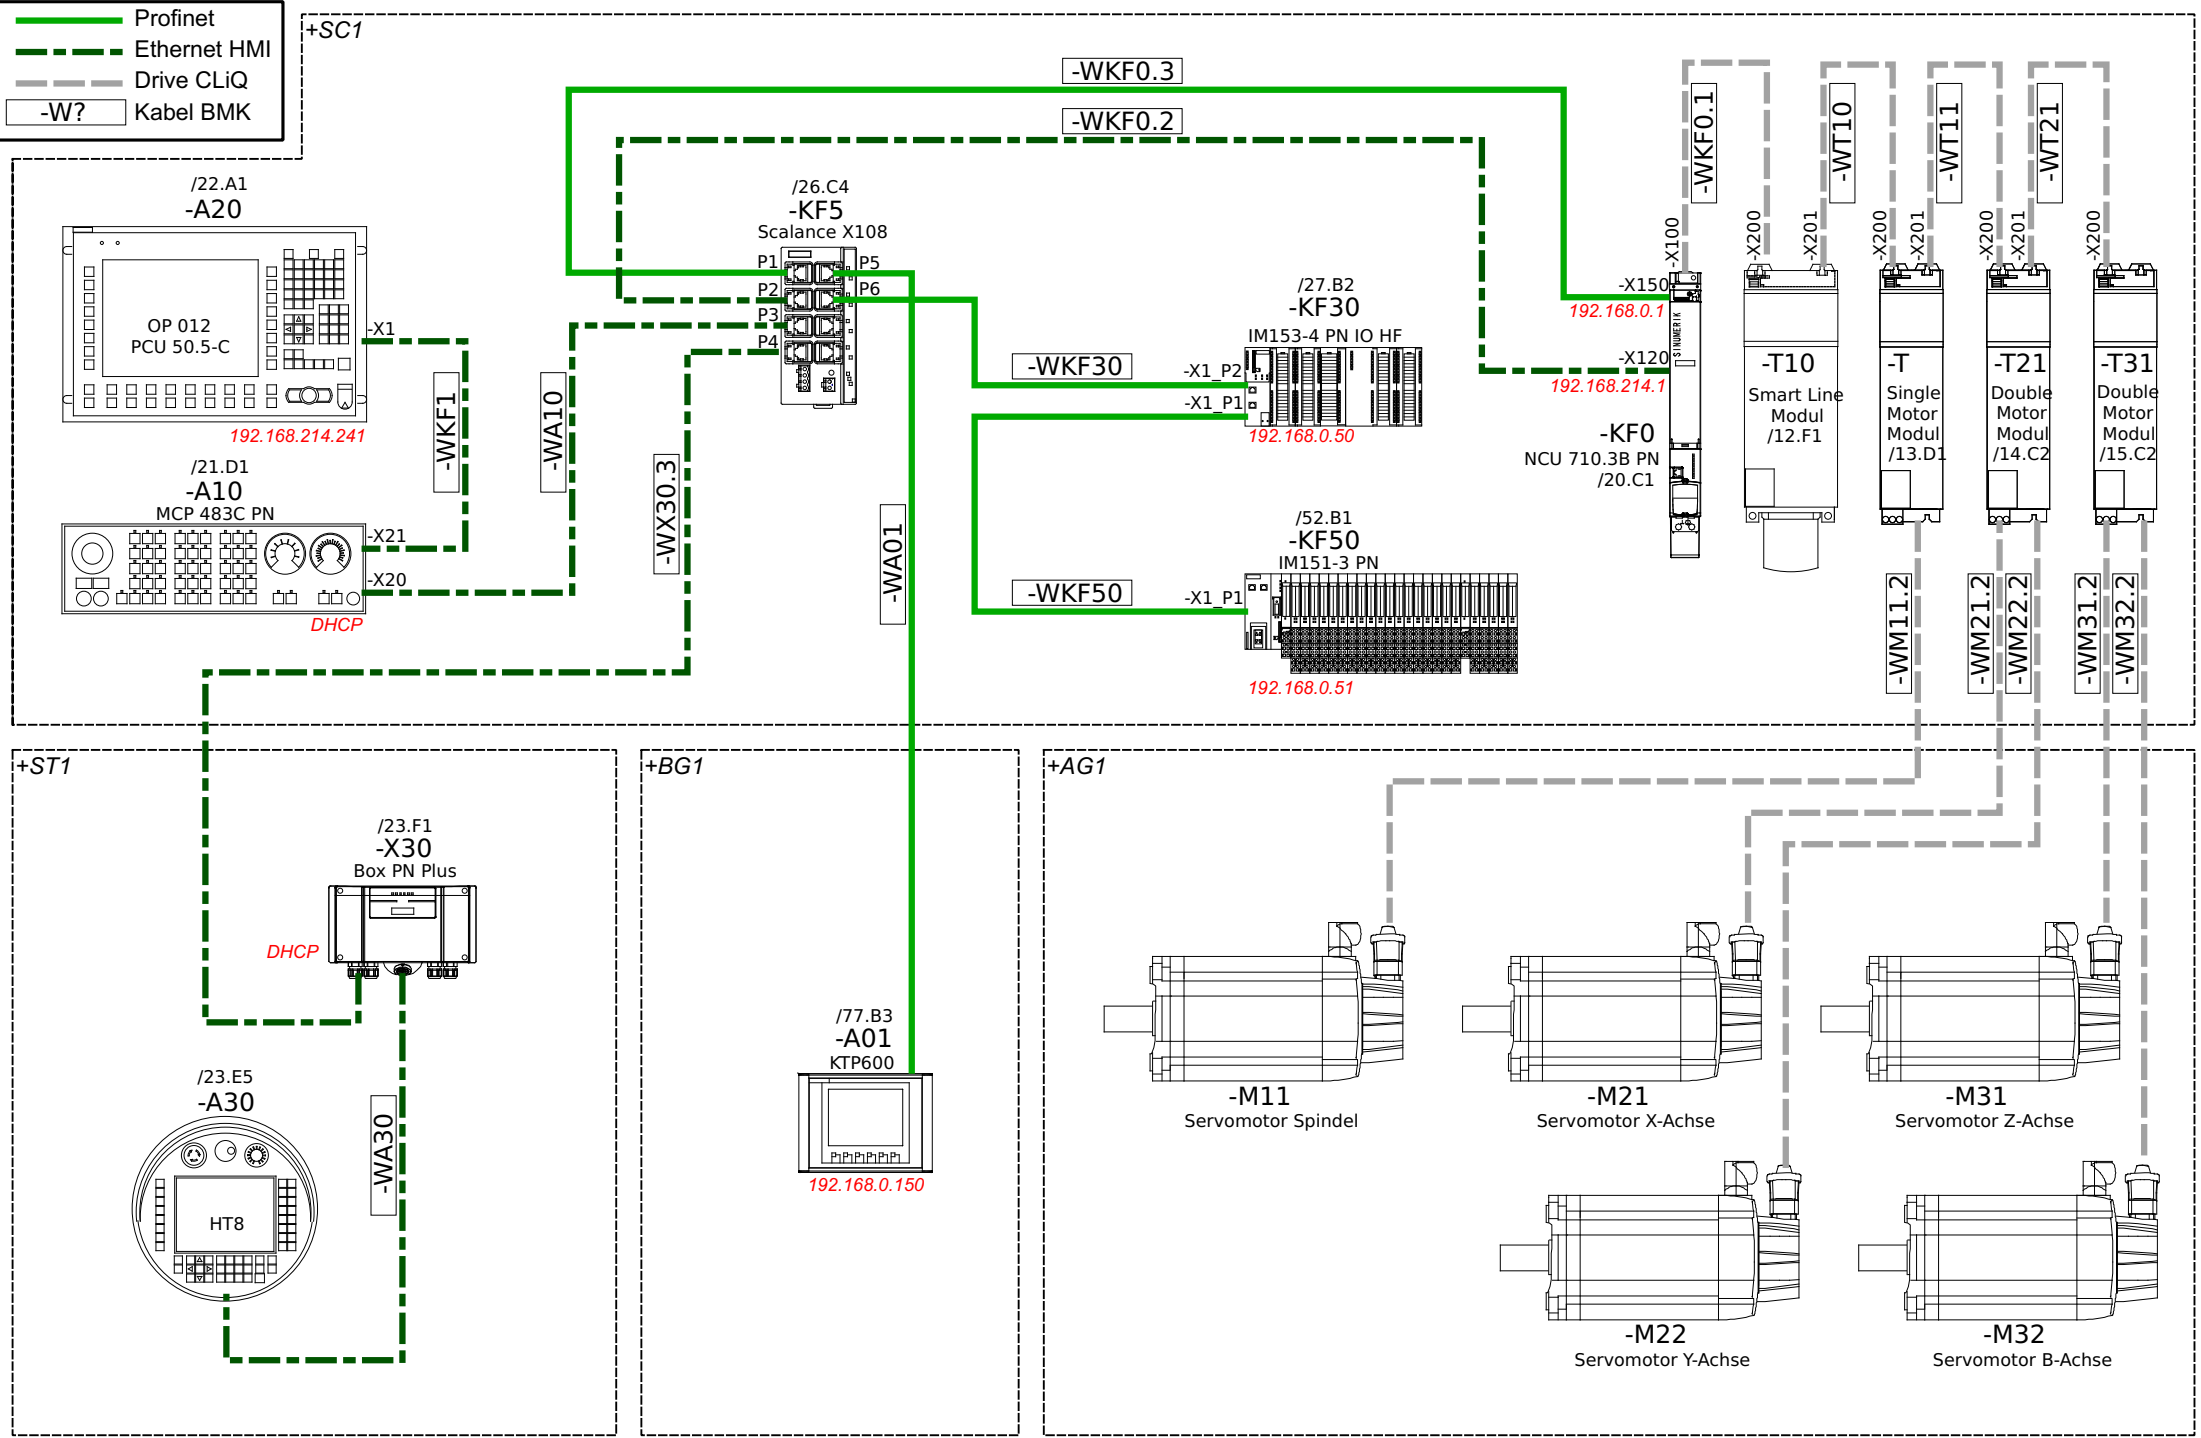 Profinet
Ethernet HMI
Drive CLiQ
-W? Kabel BMK
+SC1
-WKF0.3
-WKF0.2
-WKF0.1
-WT10
-WT11
-WT21
/22.A1
-A20
OP 012
PCU 50.5-C
-X1
192.168.214.241
-WKF1
/21.D1
-A10
MCP 483C PN
-X21
-X20
DHCP
-WA10
-WX30.3
/26.C4
-KF5
Scalance X108
P1
P2
P3
P4
P5
P6
-WA01
-WKF30
/27.B2
-KF30
IM153-4 PN IO HF
-X1_P2
-X1_P1
192.168.0.50
-WKF50
/52.B1
-KF50
IM151-3 PN
-X1_P1
192.168.0.51
-X100
-X150
192.168.0.1
-X120
192.168.214.1
SINUMERIK
-KF0
NCU 710.3B PN
/20.C1
-X200
-X201
-T10
Smart Line
Modul
/12.F1
-X200
-X201
-T
Single
Motor
Modul
/13.D1
-X200
-X201
-T21
Double
Motor
Modul
/14.C2
-X200
-T31
Double
Motor
Modul
/15.C2
-WM11.2
-WM21.2
-WM22.2
-WM31.2
-WM32.2
+ST1
/23.F1
-X30
Box PN Plus
DHCP
/23.E5
-A30
HT8
-WA30
+BG1
/77.B3
-A01
KTP600
192.168.0.150
+AG1
-M11
Servomotor Spindel
-M21
Servomotor X-Achse
-M31
Servomotor Z-Achse
-M22
Servomotor Y-Achse
-M32
Servomotor B-Achse